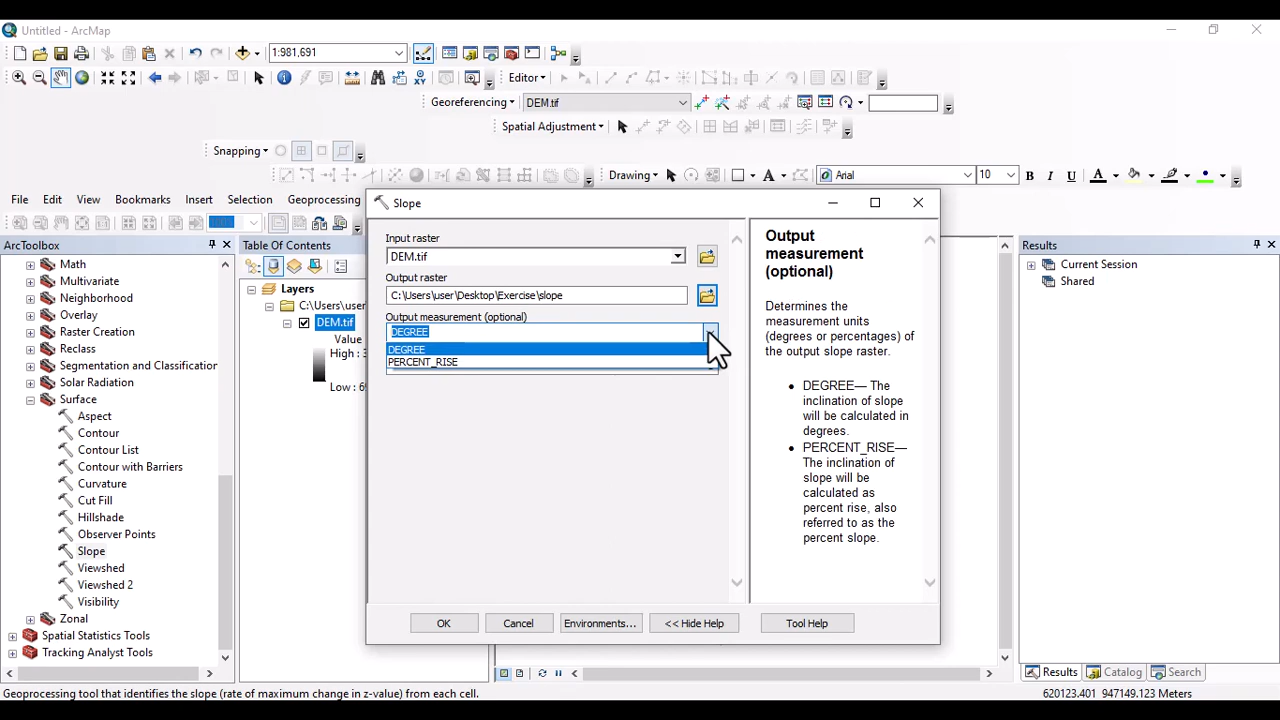 Untitled - ArcMap
1:981,691
Editor
Georeferencing
DEM.tif
Spatial Adjustment
Snapping
Drawing
Arial
10
B I U A
File Edit View Bookmarks Insert Selection Geoprocessing
ArcToolbox
Math
Multivariate
Neighborhood
Overlay
Raster Creation
Reclass
Segmentation and Classification
Solar Radiation
Surface
Aspect
Contour
Contour List
Contour with Barriers
Curvature
Cut Fill
Hillshade
Observer Points
Slope
Viewshed
Viewshed 2
Visibility
Zonal
Spatial Statistics Tools
Tracking Analyst Tools
Table Of Contents
Layers
C:\Users\user
DEM.tif
Value
High : 3
Low : 69
Slope
Input raster
DEM.tif
Output raster
C:\Users\user\Desktop\Exercise\slope
Output measurement (optional)
DEGREE
DEGREE
PERCENT_RISE
OK
Cancel
Environments...
<< Hide Help
Tool Help
Output
measurement
(optional)
Determines the
measurement units
(degrees or percentages) of
the output slope raster.
• DEGREE— The
inclination of slope
will be calculated in
degrees.
• PERCENT_RISE—
The inclination of
slope will be
calculated as
percent rise, also
referred to as the
percent slope.
Results
Current Session
Shared
Results
Catalog
Search
Geoprocessing tool that identifies the slope (rate of maximum change in z-value) from each cell.
620123.401 947149.123 Meters